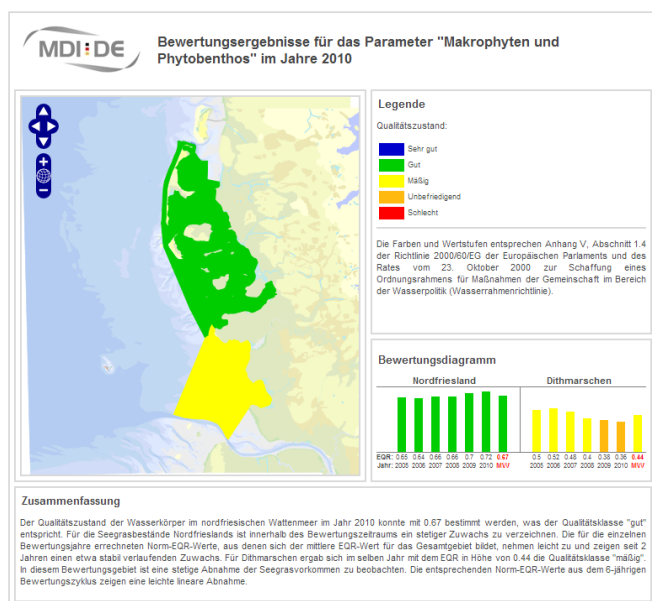 MDI:DE
Bewertungsergebnisse für das Parameter "Makrophyten und
Phytobenthos" im Jahre 2010
Legende
Qualitätszustand:
Sehr gut
Gut
Mäßig
Unbefriedigend
Schlecht
Die Farben und Wertstufen entsprechen Anhang V, Abschnitt 1.4
der Richtlinie 2000/60/EG der Europäischen Parlaments und des
Rates vom 23. Oktober 2000 zur Schaffung eines
Ordnungsrahmens für Maßnahmen der Gemeinschaft im Bereich
der Wasserpolitik (Wasserrahmenrichtlinie).
Bewertungsdiagramm
Nordfriesland Dithmarschen
EQR: 0.65 0.64 0.66 0.66 0.7 0.72 0.67 0.5 0.52 0.48 0.4 0.38 0.36 0.44
Jahr: 2005 2006 2007 2008 2009 2010 MW 2005 2006 2007 2008 2009 2010 MW
Zusammenfassung
Der Qualitätszustand der Wasserkörper im nordfriesischen Wattenmeer im Jahr 2010 konnte mit 0.67 bestimmt werden, was der Qualitätsklasse "gut"
entspricht. Für die Seegrasbestände Nordfrieslands ist innerhalb des Bewertungszeitraums ein stetiger Zuwachs zu verzeichnen. Die für die einzelnen
Bewertungsjahre errechneten Norm-EQR-Werte, aus denen sich der mittlere EQR-Wert für das Gesamtgebiet bildet, nehmen leicht zu und zeigen seit 2
Jahren einen etwa stabil verlaufenden Zuwachs. Für Dithmarschen ergab sich im selben Jahr mit dem EQR in Höhe von 0.44 die Qualitätsklasse "mäßig".
In diesem Bewertungsgebiet ist eine stetige Abnahme der Seegrasvorkommen zu beobachten. Die entsprechenden Norm-EQR-Werte aus dem 6-jährigen
Bewertungszyklus zeigen eine leichte lineare Abnahme.